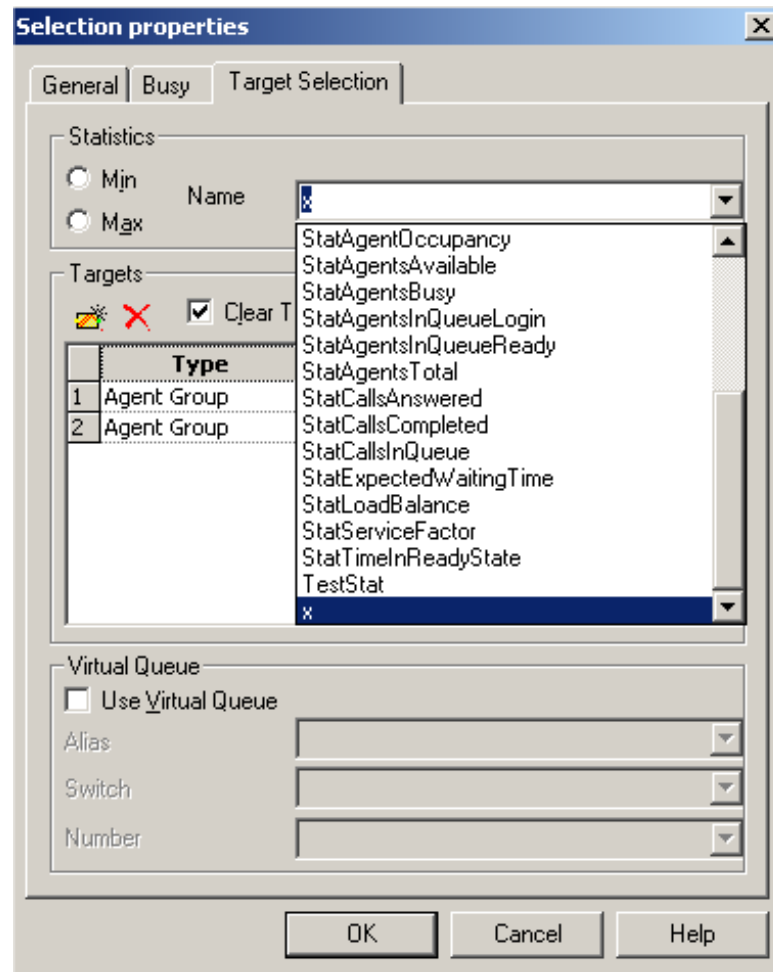 Selection properties
General Busy Target Selection
Statistics
Min
Max
Name
x
StatAgentOccupancy
StatAgentsAvailable
StatAgentsBusy
StatAgentsInQueueLogin
StatAgentsInQueueReady
StatAgentsTotal
StatCallsAnswered
StatCallsCompleted
StatCallsInQueue
StatExpectedWaitingTime
StatLoadBalance
StatServiceFactor
StatTimeInReadyState
TestStat
x
Targets
Clear T
Type
1 Agent Group
2 Agent Group
Virtual Queue
Use Virtual Queue
Alias
Switch
Number
OK Cancel Help